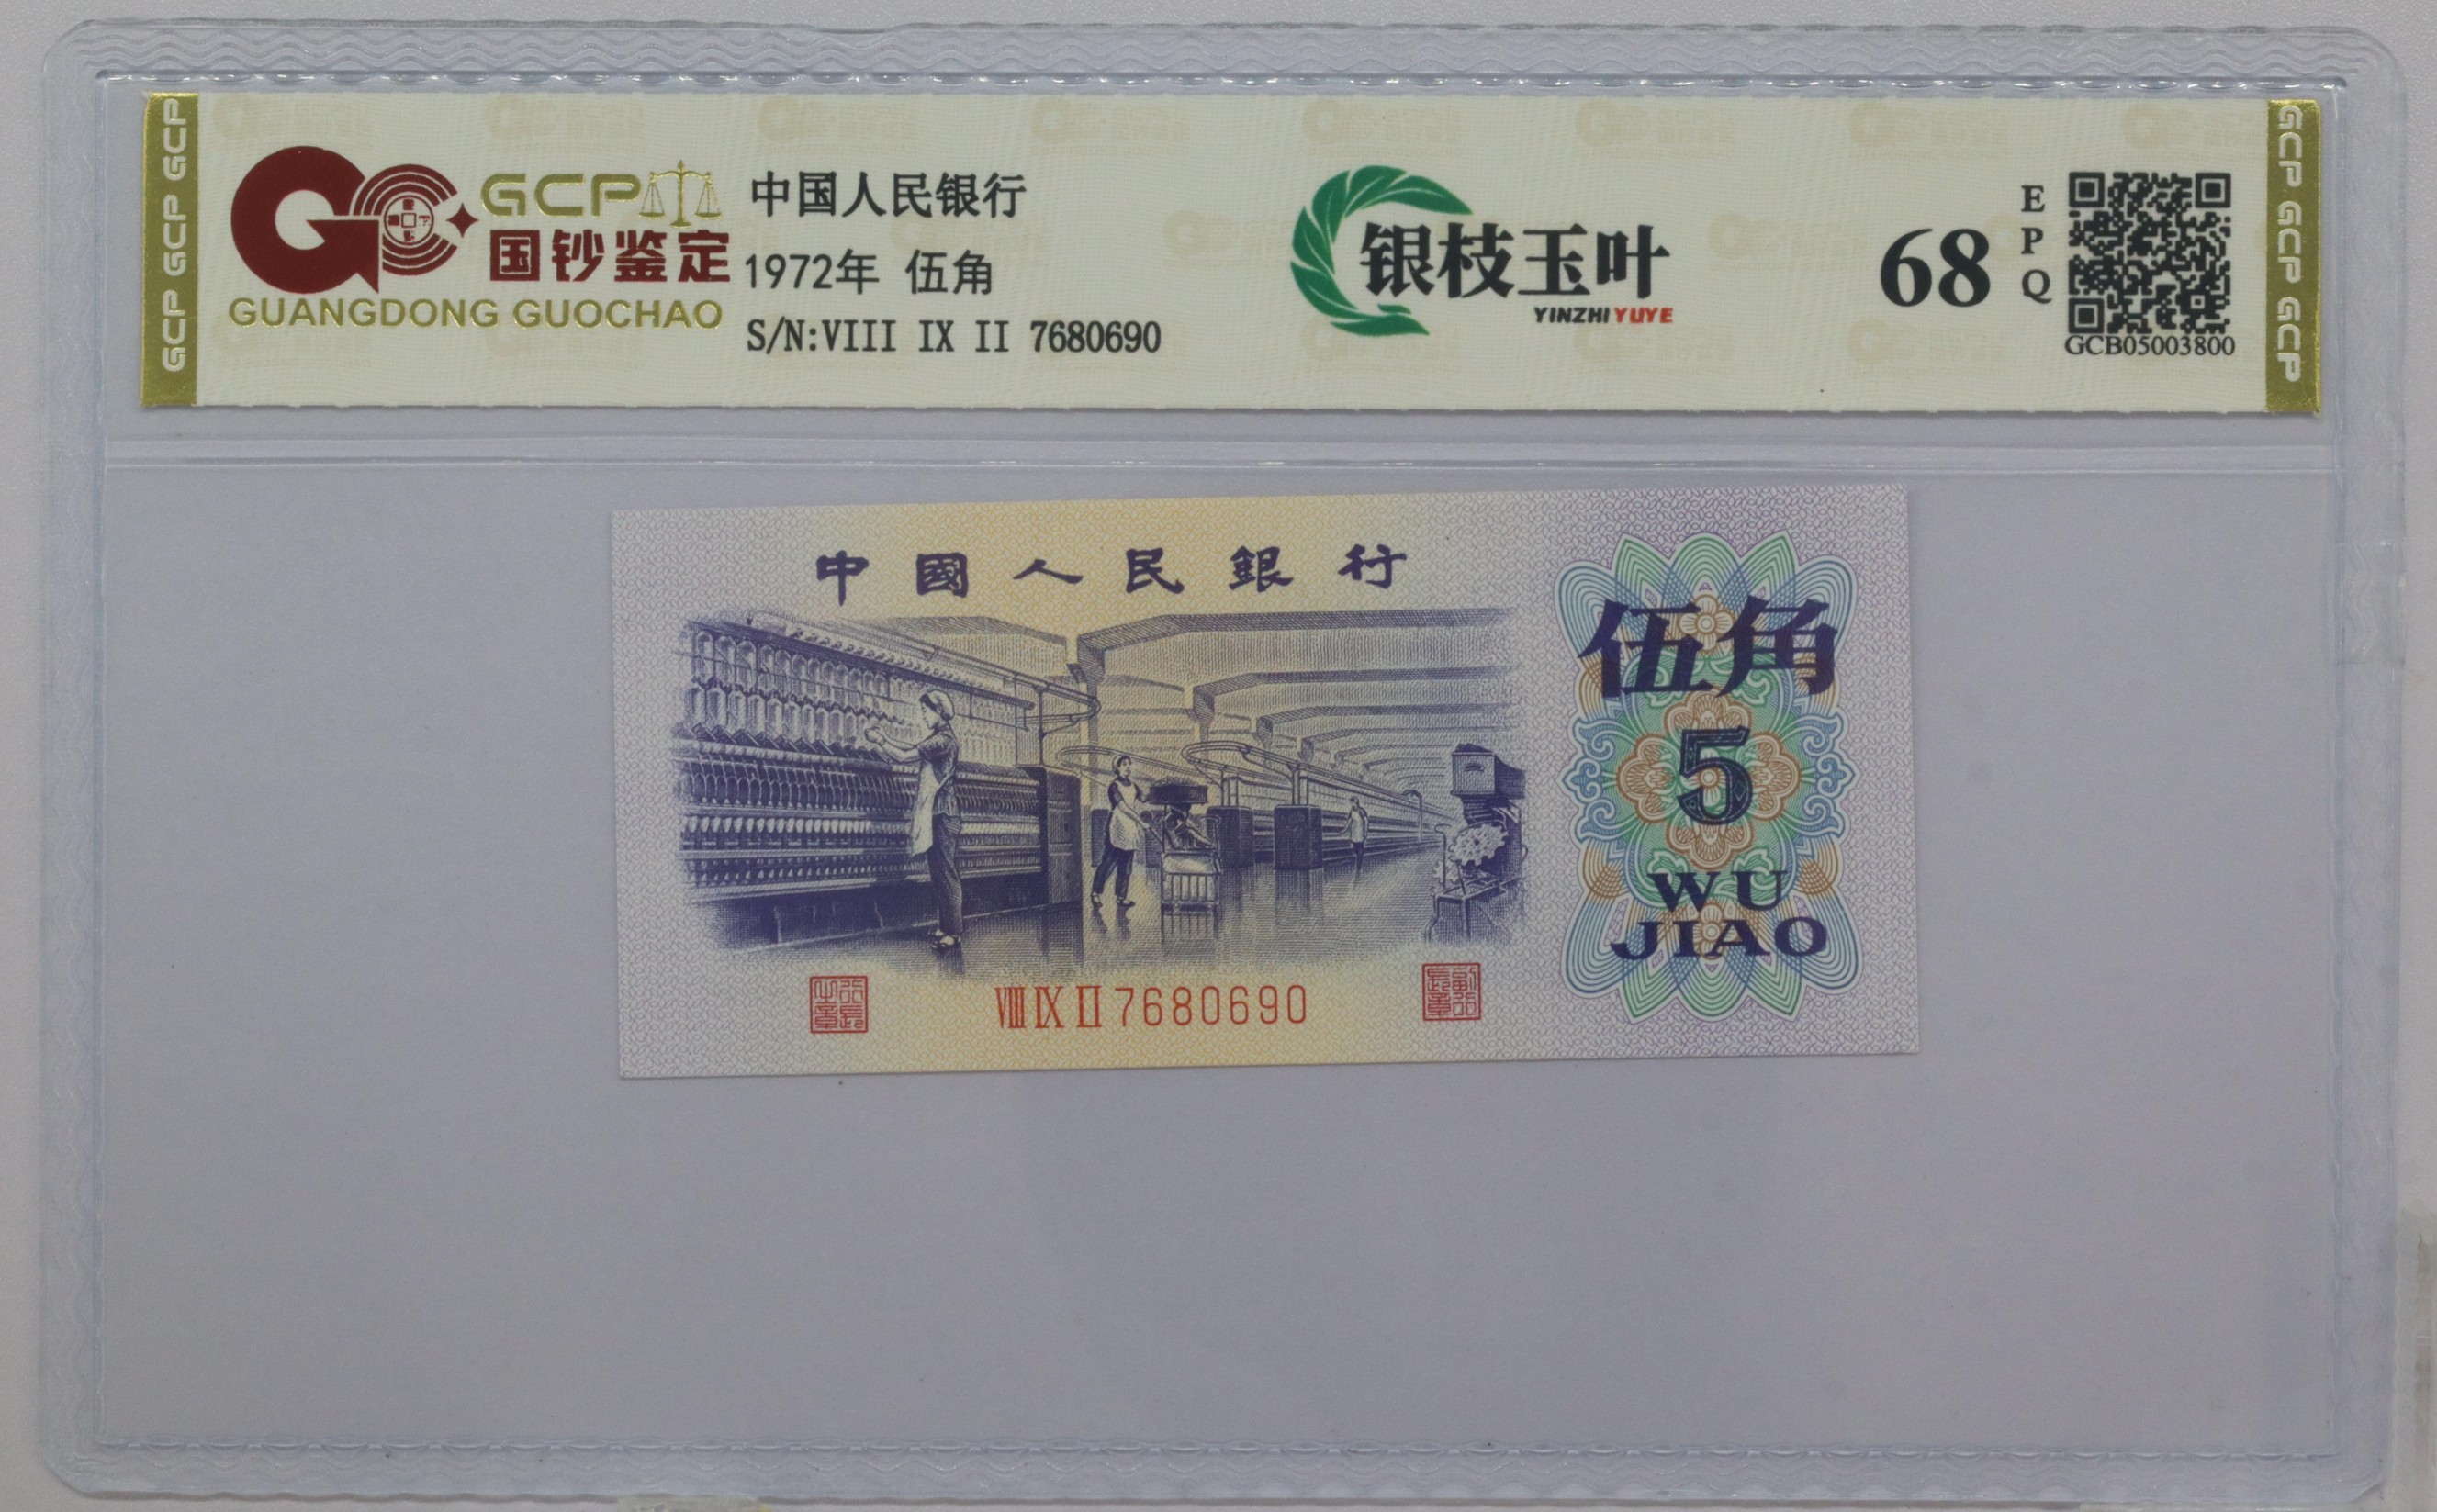 GCP GCP GCP
GCP
国钞鉴定
GUANGDONG GUOCHAO
中国人民银行
1972年 伍角
S/N:VIII IX II 7680690
银枝玉叶
YINZHI YUYE
68
EPQ
GCB05003800
GCP GCP GCP
中國人民銀行
伍角
5
WU
JIAO
VIII IX II 7680690